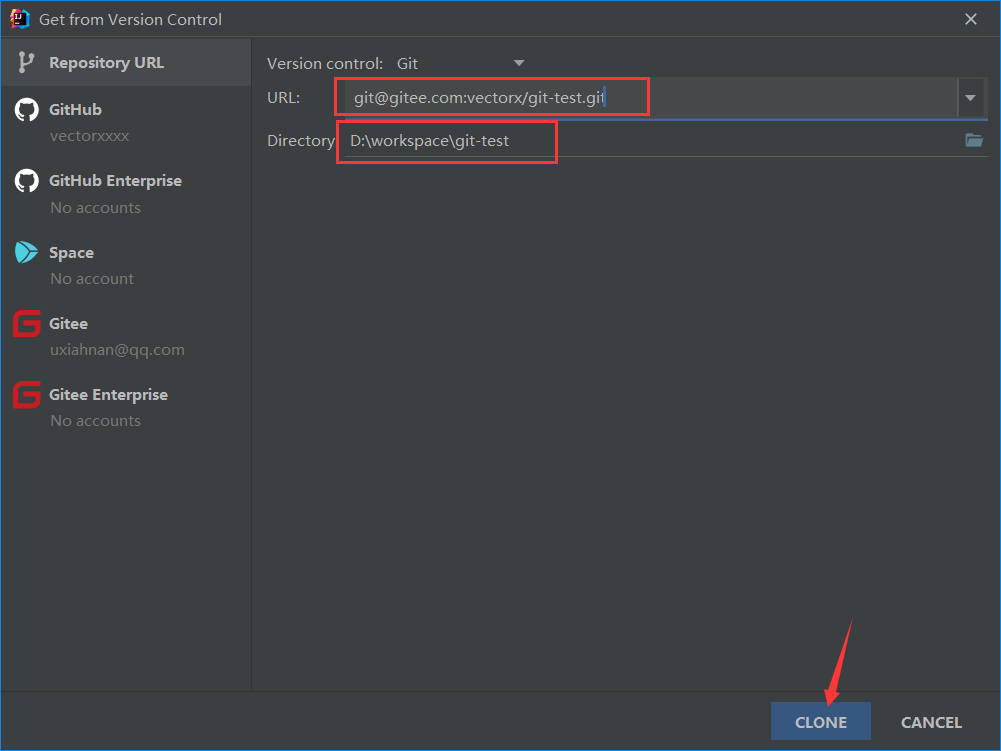 Get from Version Control
Repository URL
GitHub
vectorxxxx
GitHub Enterprise
No accounts
Space
No account
Gitee
uxiahnan@qq.com
Gitee Enterprise
No accounts
Version control: Git
URL: git@gitee.com:vectorx/git-test.git
Directory D:\workspace\git-test
CLONE CANCEL